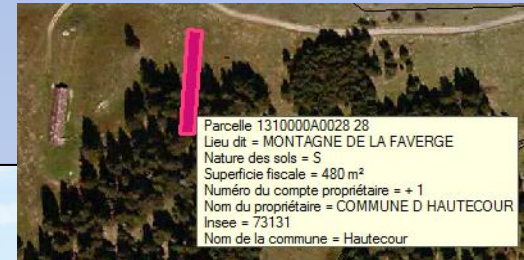 Parcelle 1310000A0028 28
Lieu dit = MONTAGNE DE LA FAVERGE
Nature des sols = S
Superficie fiscale = 480 m²
Numéro du compte propriétaire = + 1
Nom du propriétaire = COMMUNE D HAUTECOUR
Insee = 73131
Nom de la commune = Hautecour